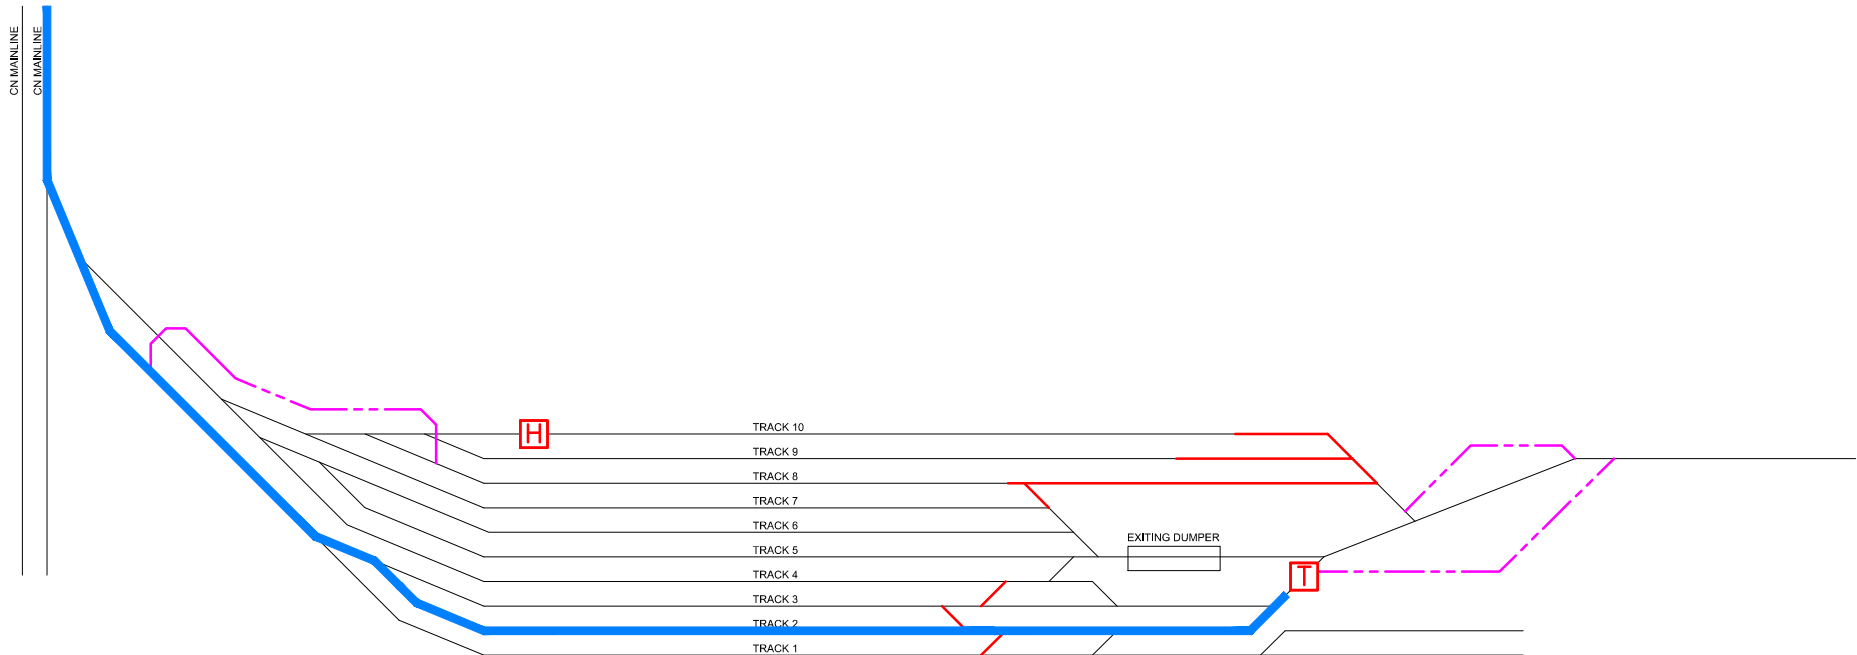 CN MAINLINE
CN MAINLINE
H
TRACK 10
TRACK 9
TRACK 8
TRACK 7
TRACK 6
TRACK 5
EXITING DUMPER
TRACK 4
T
TRACK 3
TRACK 2
TRACK 1